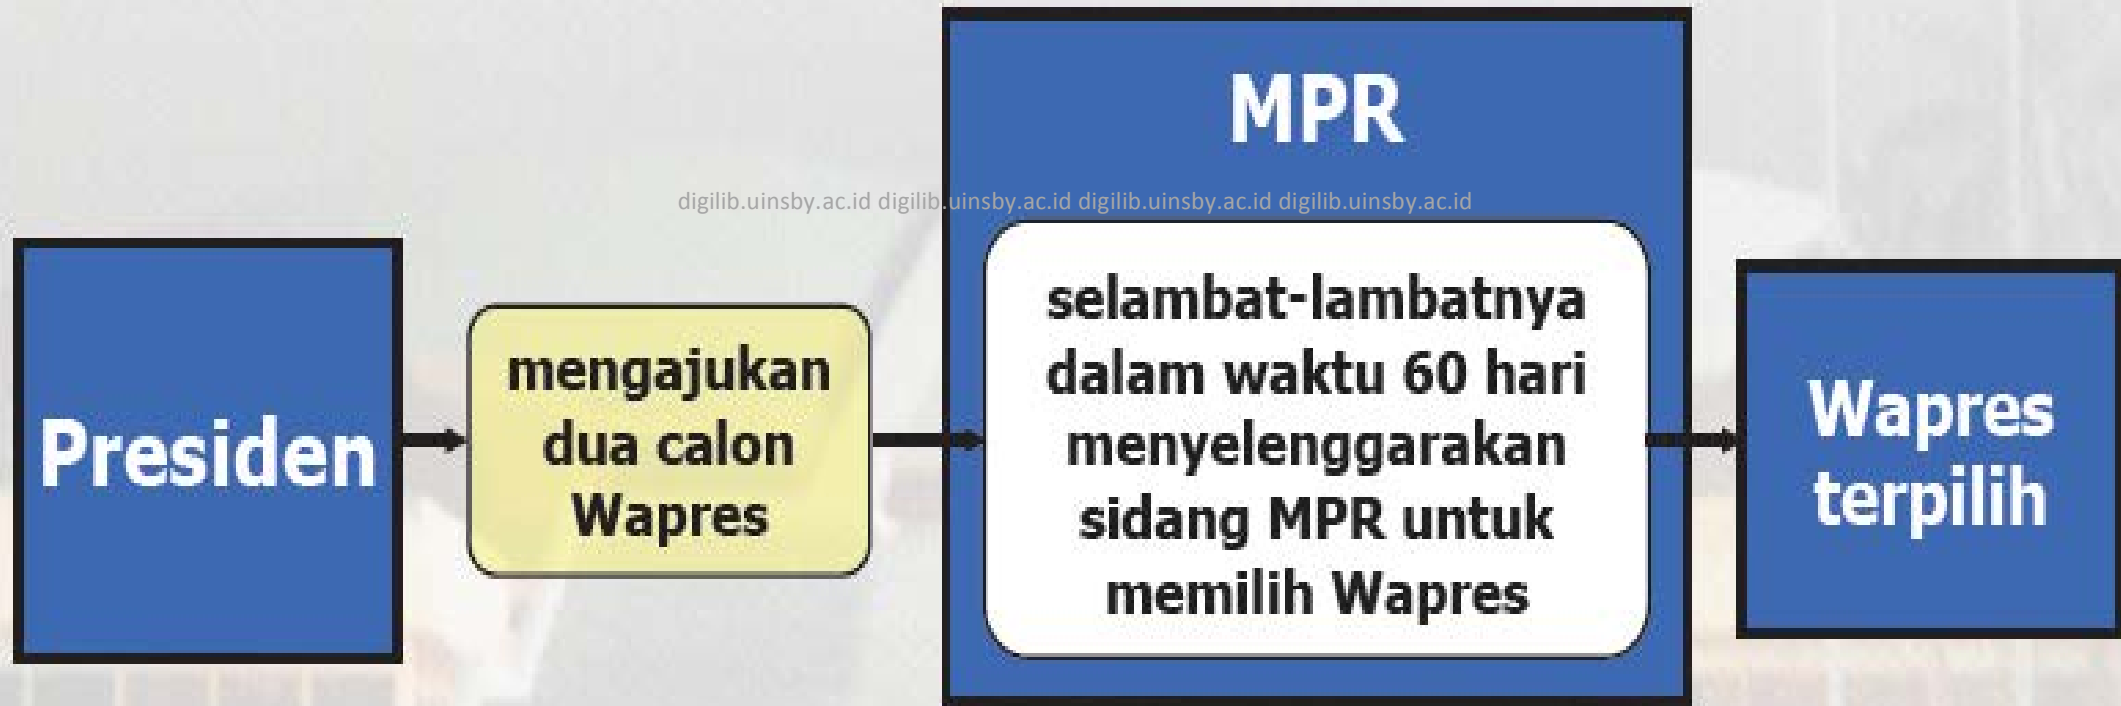 MPR
digilib.uinsby.ac.id digilib.uinsby.ac.id digilib.uinsby.ac.id digilib.uinsby.ac.id
Presiden
mengajukan
dua calon
Wapres
selambat-lambatnya
dalam waktu 60 hari
menyelenggarakan
sidang MPR untuk
memilih Wapres
Wapres
terpilih